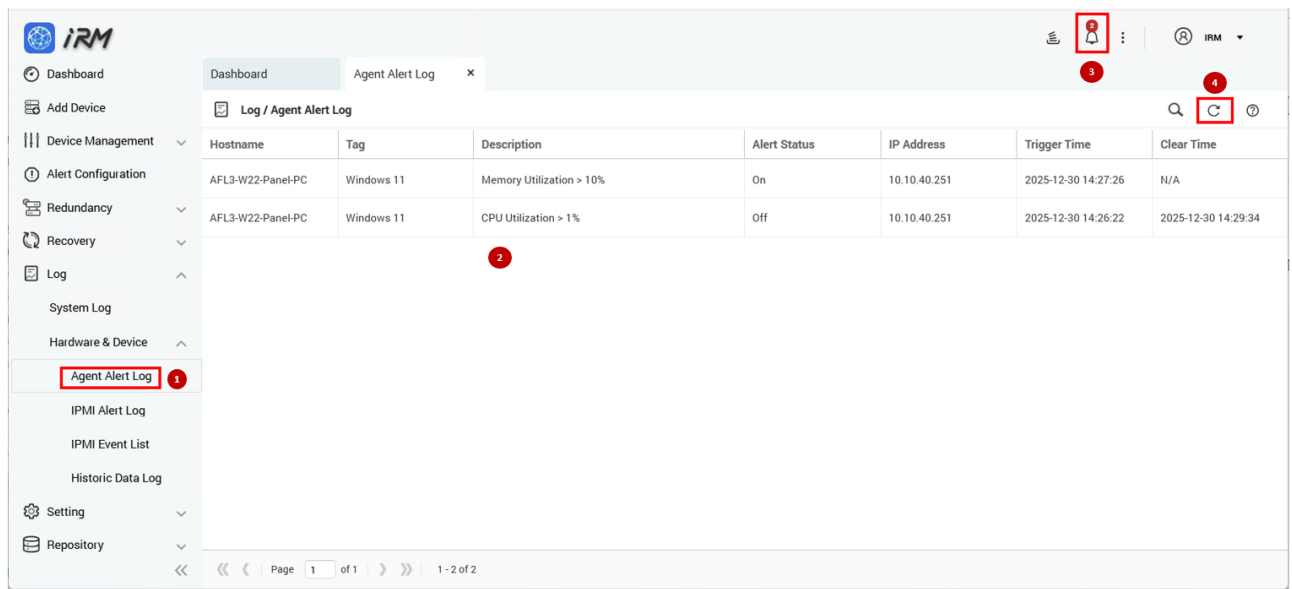 iRM
2
IRM
3
4
Dashboard
Dashboard
Agent Alert Log
Add Device
Log / Agent Alert Log
Device Management
Hostname Tag Description Alert Status IP Address Trigger Time Clear Time
Alert Configuration
AFL3-W22-Panel-PC Windows 11 Memory Utilization > 10% On 10.10.40.251 2025-12-30 14:27:26 N/A
Redundancy
AFL3-W22-Panel-PC Windows 11 CPU Utilization > 1% Off 10.10.40.251 2025-12-30 14:26:22 2025-12-30 14:29:34
Recovery
2
Log
System Log
Hardware & Device
Agent Alert Log 1
IPMI Alert Log
IPMI Event List
Historic Data Log
Setting
Repository
Page 1 of 1 1 - 2 of 2